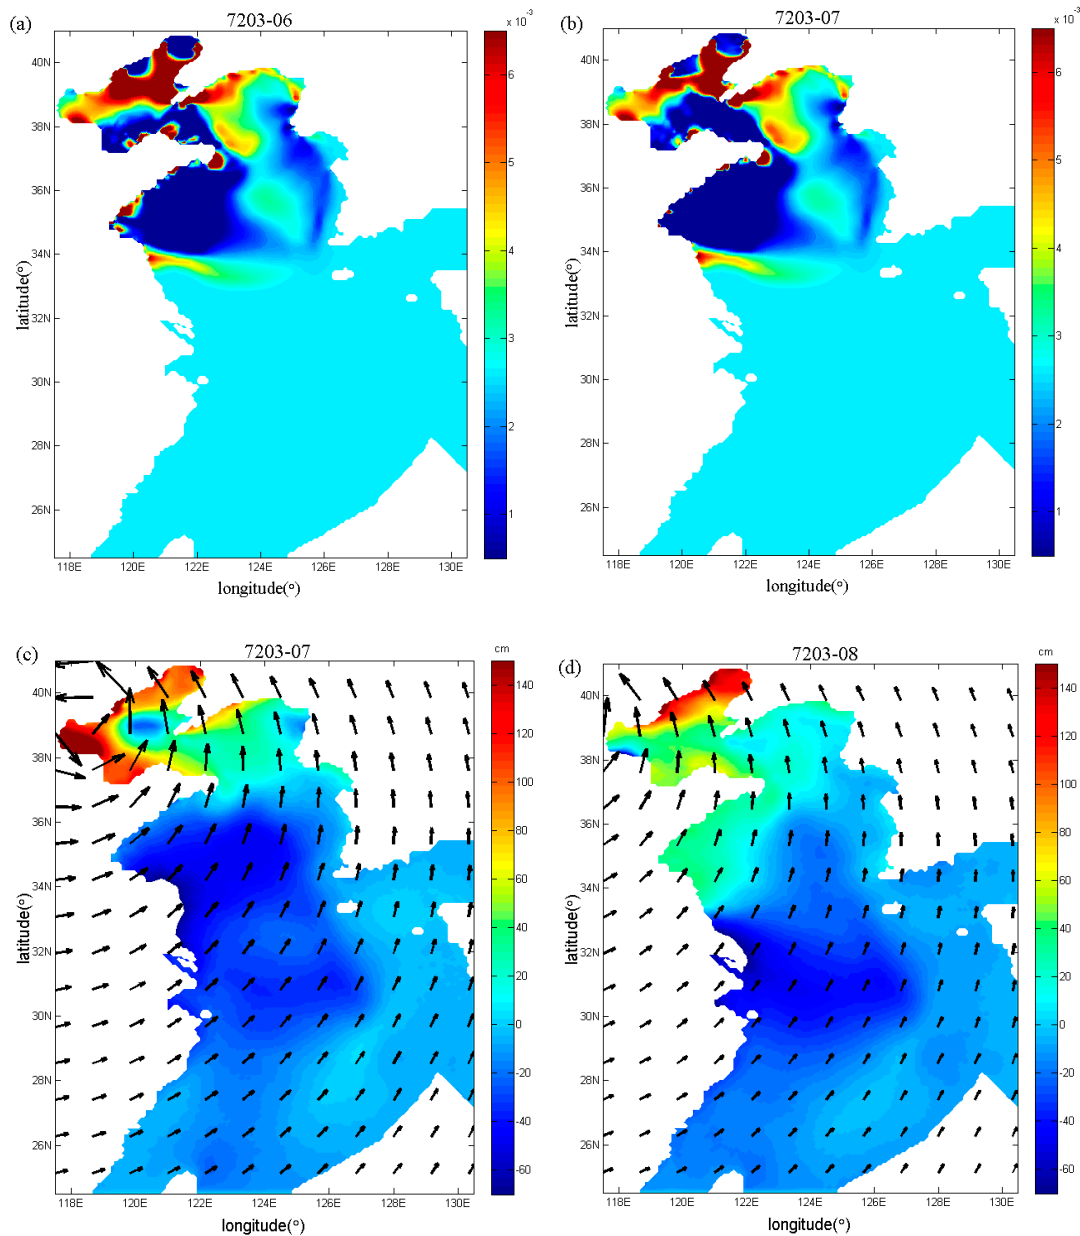 (a)
7203-06
x 10⁻³
40N
38N
36N
34N
32N
30N
28N
26N
latitude(°)
118E 120E 122E 124E 126E 128E 130E
longitude(°)
6
5
4
3
2
1
(b)
7203-07
x 10⁻³
40N
38N
36N
34N
32N
30N
28N
26N
latitude(°)
118E 120E 122E 124E 126E 128E 130E
longitude(°)
6
5
4
3
2
1
(c)
7203-07
cm
40N
38N
36N
34N
32N
30N
28N
26N
latitude(°)
118E 120E 122E 124E 126E 128E 130E
longitude(°)
140
120
100
80
60
40
20
0
-20
-40
-60
(d)
7203-08
cm
40N
38N
36N
34N
32N
30N
28N
26N
latitude(°)
118E 120E 122E 124E 126E 128E 130E
longitude(°)
140
120
100
80
60
40
20
0
-20
-40
-60